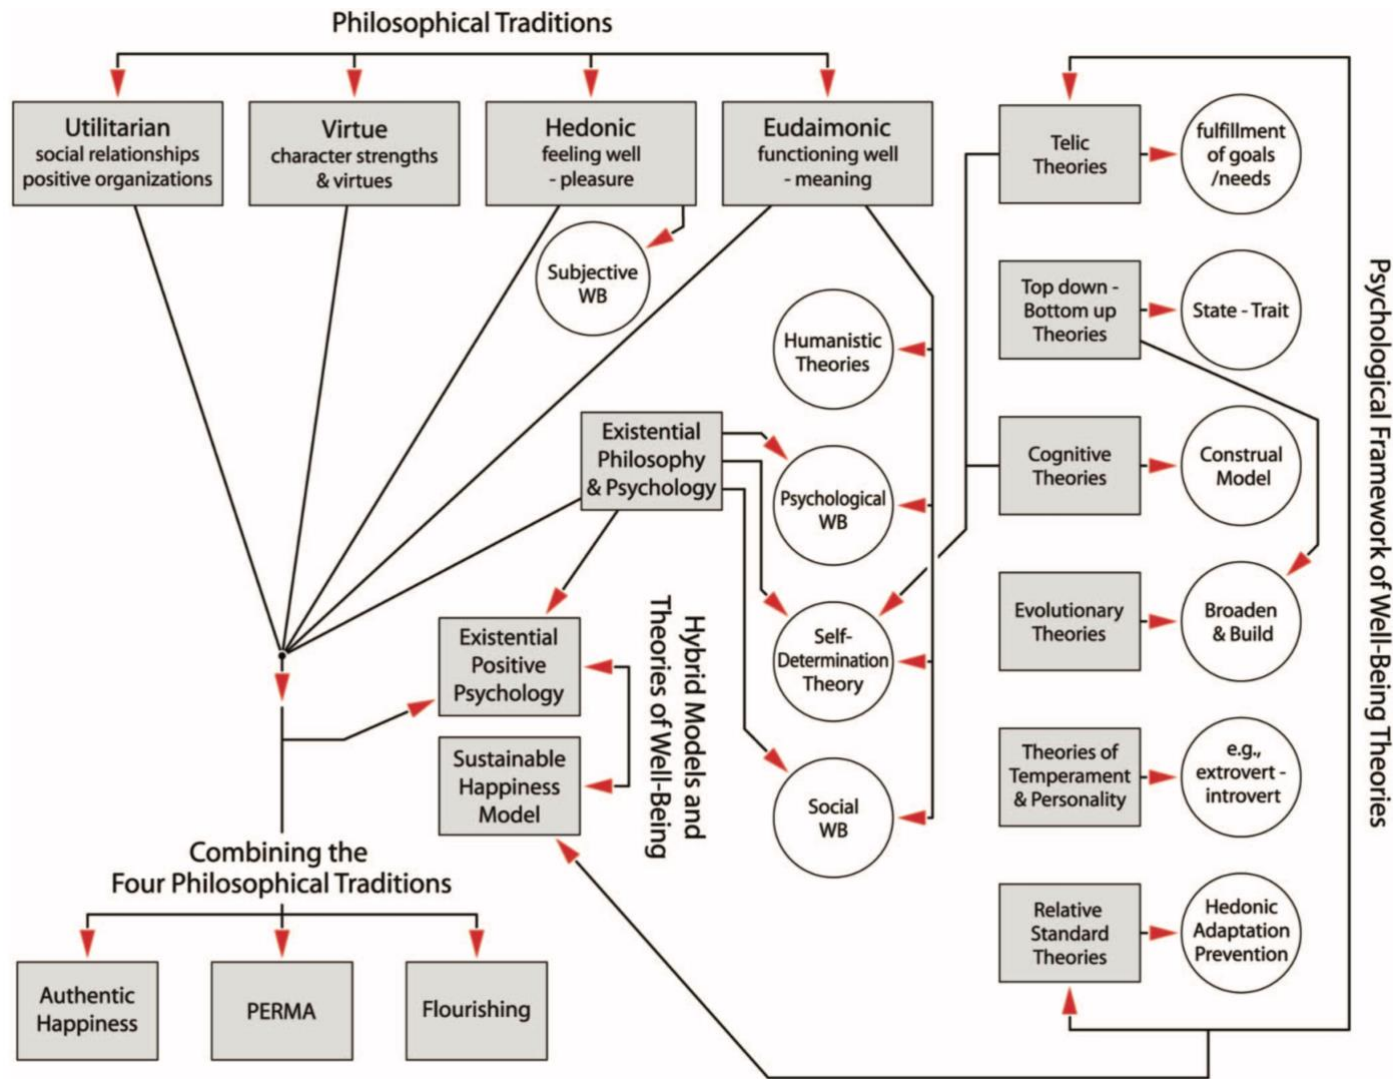 Philosophical Traditions
Utilitarian
social relationships
positive organizations
Virtue
character strengths
& virtues
Hedonic
feeling well
- pleasure
Eudaimonic
functioning well
- meaning
Subjective
WB
Humanistic
Theories
Existential
Philosophy
& Psychology
Psychological
WB
Self-
Determination
Theory
Social
WB
Existential
Positive
Psychology
Sustainable
Happiness
Model
Hybrid Models and
Theories of Well-Being
Combining the
Four Philosophical Traditions
Authentic
Happiness
PERMA
Flourishing
Telic
Theories
fulfillment
of goals
/needs
Top down -
Bottom up
Theories
State - Trait
Cognitive
Theories
Construal
Model
Evolutionary
Theories
Broaden
& Build
Theories of
Temperament
& Personality
e.g.,
extrovert -
introvert
Relative
Standard
Theories
Hedonic
Adaptation
Prevention
Psychological Framework of Well-Being Theories